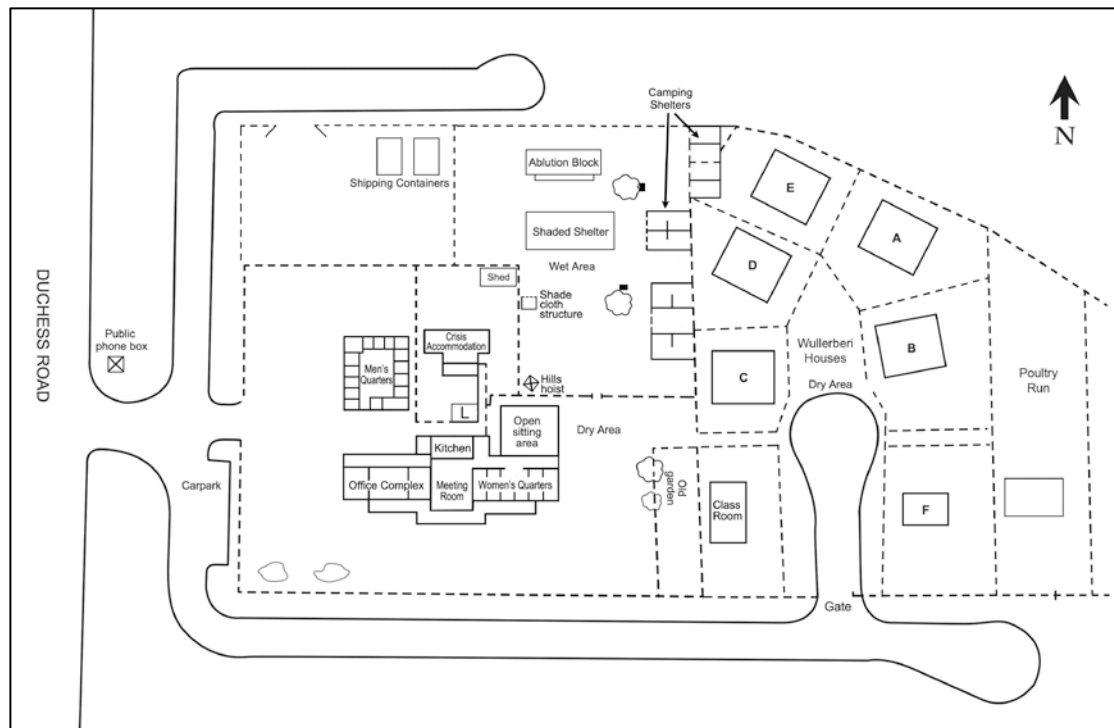 Camping
Shelters
N
Ablution Block
Shipping Containers
E
A
Shaded Shelter
Wet Area
D
DUCHESS ROAD
Shed
Shade
cloth
structure
Public
phone box
Crisis
Accommodation
Men's
Quarters
Wullerberi
Houses
B
C
Dry Area
Poultry
Run
Hills
hoist
L
Open
sitting
area
Dry Area
Kitchen
Carpark
Office Complex
Meeting
Room
Women's Quarters
Old
garden
Class
Room
F
Gate